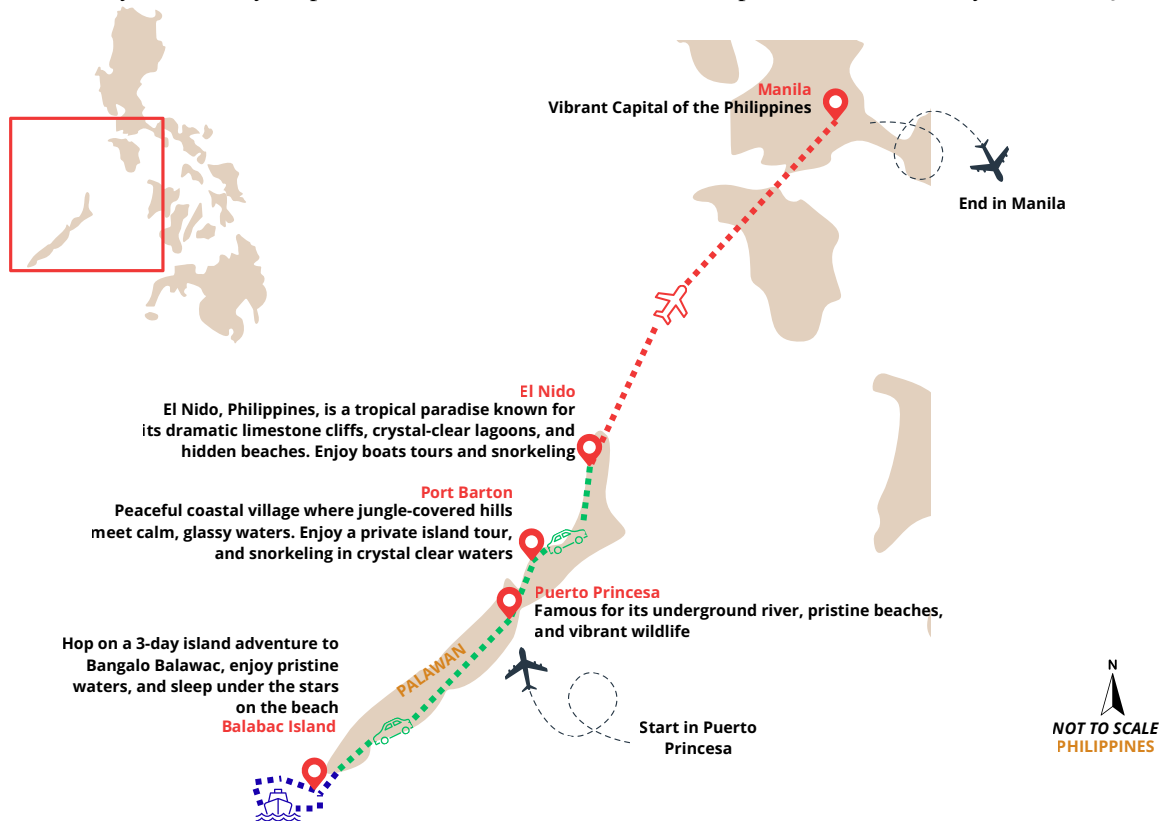 Manila
Vibrant Capital of the Philippines
End in Manila
El Nido
El Nido, Philippines, is a tropical paradise known for
its dramatic limestone cliffs, crystal-clear lagoons, and
hidden beaches. Enjoy boats tours and snorkeling
Port Barton
Peaceful coastal village where jungle-covered hills
meet calm, glassy waters. Enjoy a private island tour,
and snorkeling in crystal clear waters
Puerto Princesa
Famous for its underground river, pristine beaches,
and vibrant wildlife
Hop on a 3-day island adventure to
Bangalo Balawac, enjoy pristine
waters, and sleep under the stars
on the beach
Balabac Island
PALAWAN
Start in Puerto
Princesa
N
NOT TO SCALE
PHILIPPINES